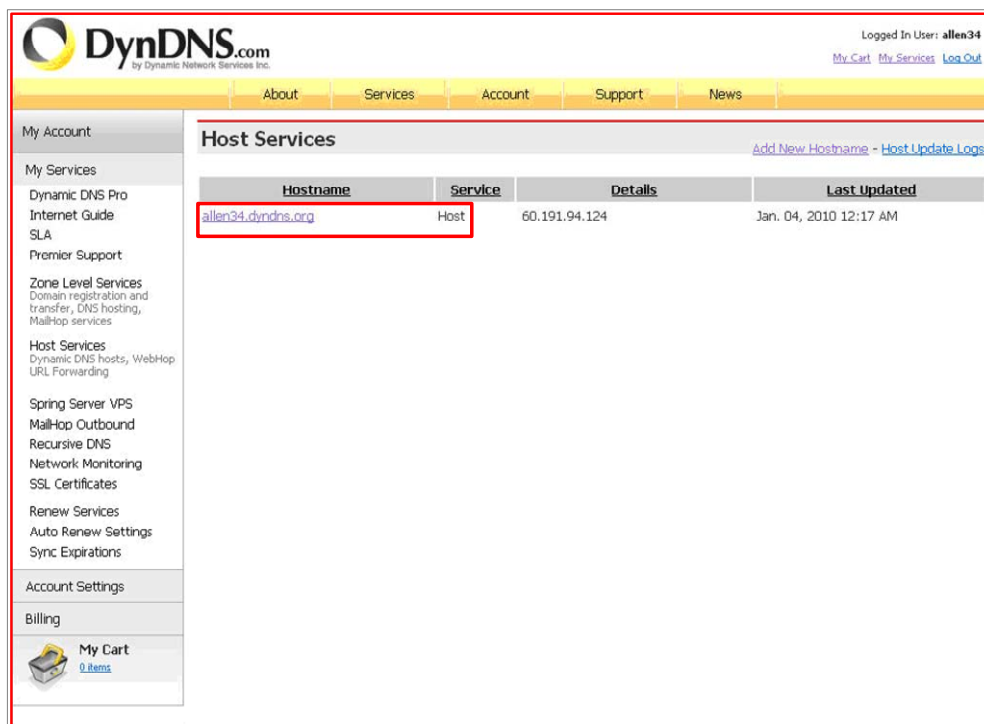 DynDNS.com
by Dynamic Network Services Inc.
Logged In User: allen34
My Cart My Services Log Out
About Services Account Support News
My Account
My Services
Dynamic DNS Pro
Internet Guide
SLA
Premier Support
Zone Level Services
Domain registration and
transfer, DNS hosting,
MailHop services
Host Services
Dynamic DNS hosts, WebHop
URL Forwarding
Spring Server VPS
MailHop Outbound
Recursive DNS
Network Monitoring
SSL Certificates
Renew Services
Auto Renew Settings
Sync Expirations
Account Settings
Billing
My Cart
0 items
Host Services
Add New Hostname - Host Update Logs
Hostname Service Details Last Updated
allen34.dyndns.org Host 60.191.94.124 Jan. 04, 2010 12:17 AM